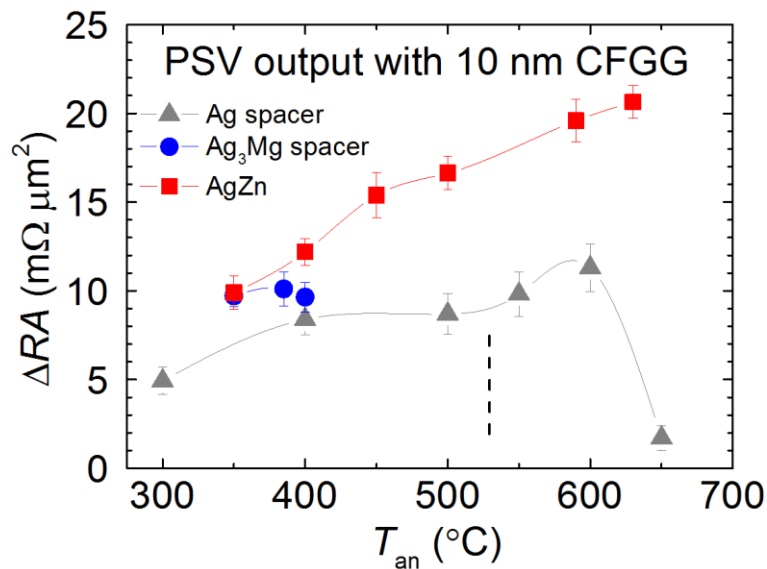 PSV output with 10 nm CFGG
Ag spacer
Ag₃Mg spacer
AgZn
25
20
15
10
5
0
ΔRA (mΩ μm²)
300 400 500 600 700
Tan (°C)